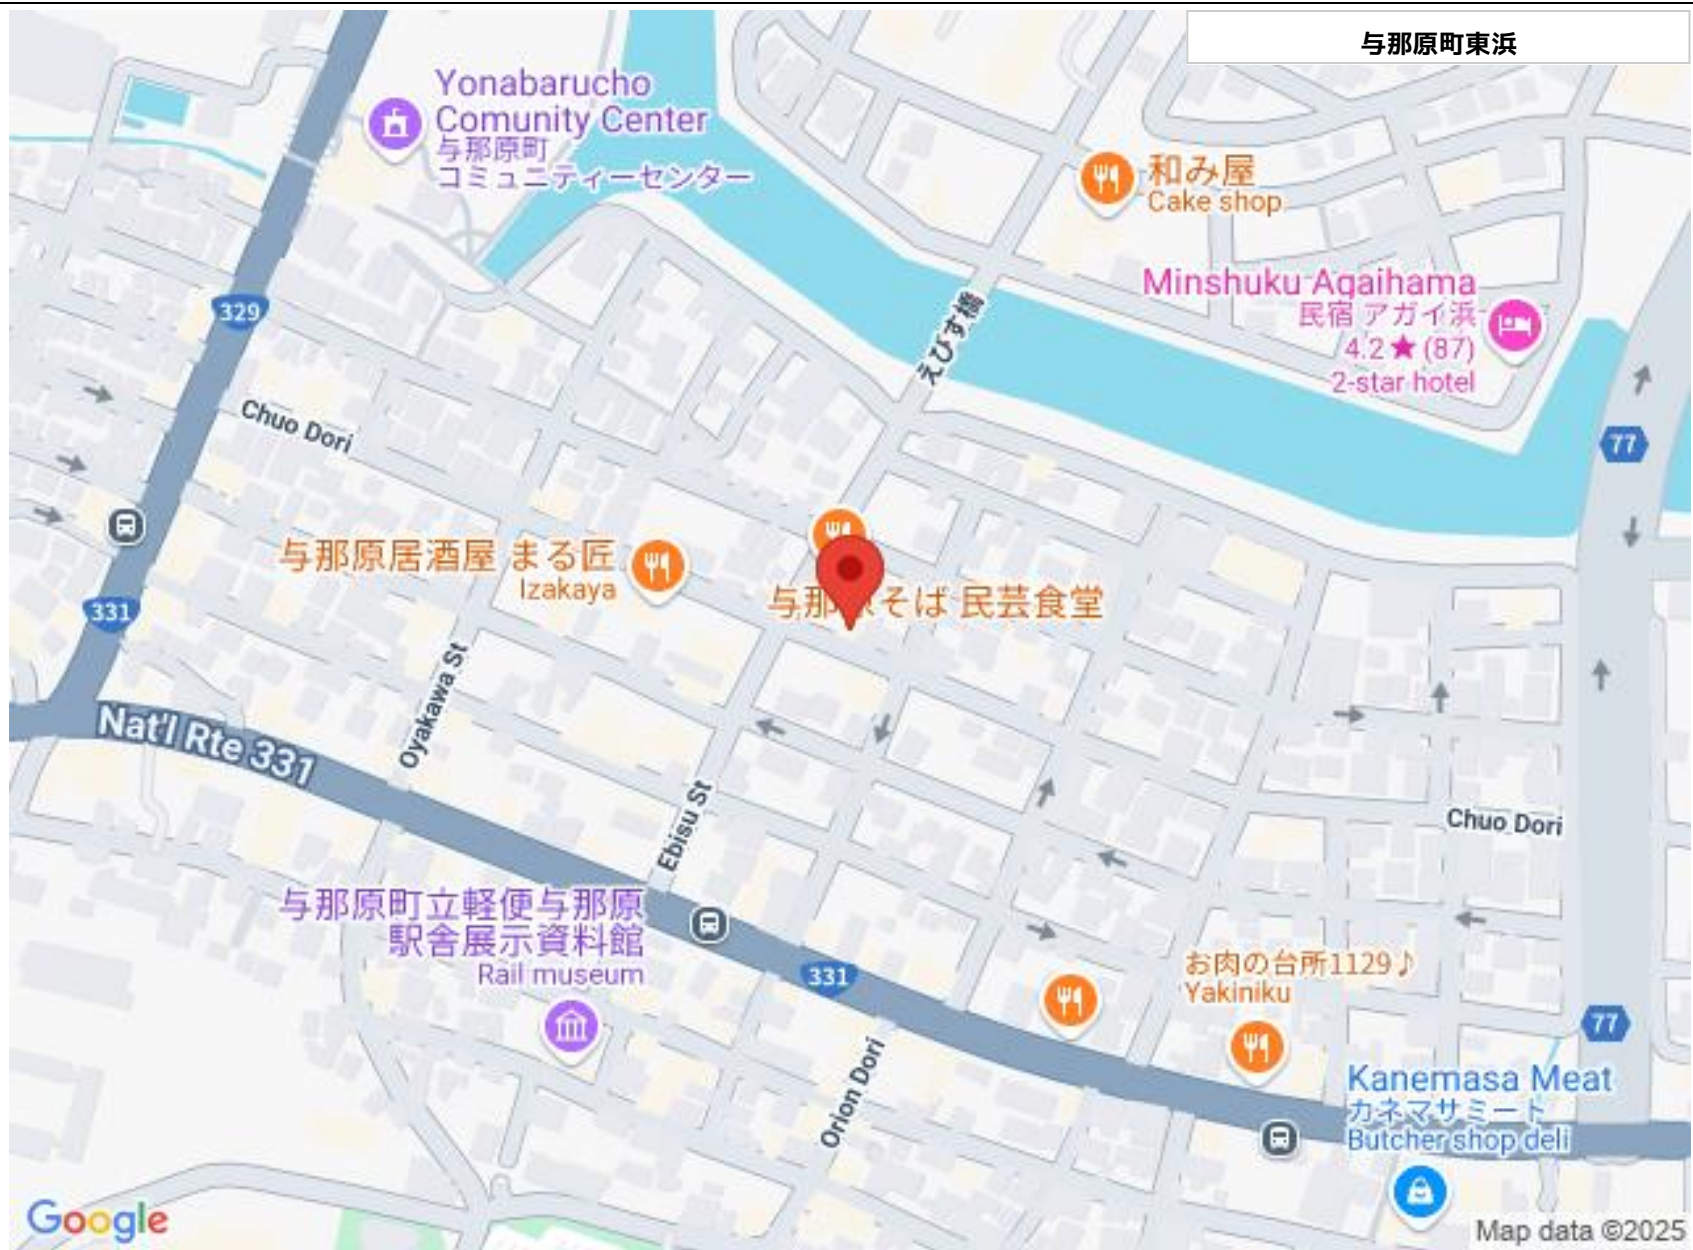 与那原町東浜
Yonabarucho
Comunity Center
与那原町
コミュニティーセンター
和み屋
Cake shop
Minshuku Agaihama
民宿 アガイ浜
4.2★ (87)
2-star hotel
329
えびす橋
77
Chuo Dori
与那原居酒屋 まる匠
Izakaya
与那原そば 民芸食堂
331
Oyakawa St
Nat'l Rte 331
Ebisu St
Chuo Dori
与那原町立軽便与那原
駅舎展示資料館
Rail museum
331
お肉の台所1129♪
Yakiniku
77
Orion Dori
Kanemasa Meat
カネマサミート
Butcher shop deli
Google
Map data ©2025